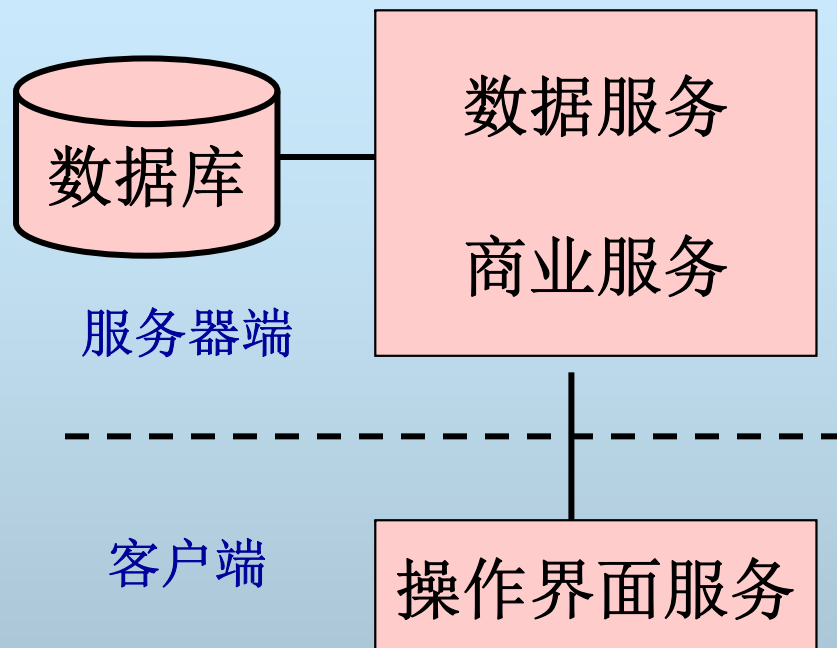 数据服务
数据库
商业服务
服务器端
客户端
操作界面服务